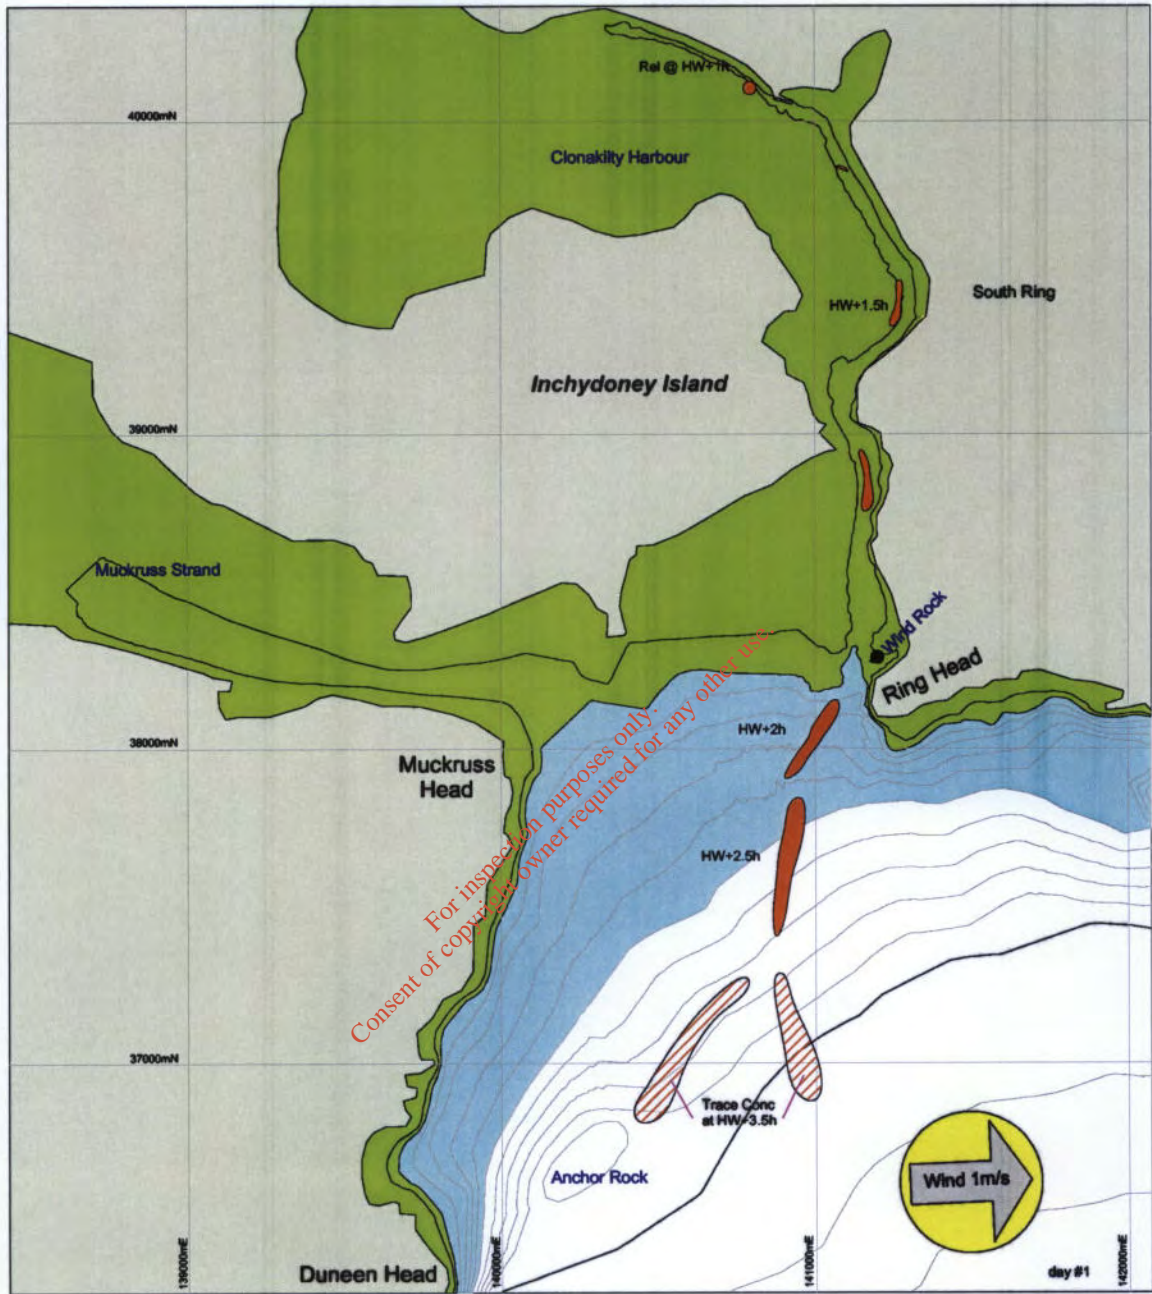 Rel @ HW+1h
40000mN
Clonakilty Harbour
South Ring
HW+1.5h
Inchydoney Island
39000mN
Muckruss Strand
Wind Rock
Ring Head
HW+2h
38000mN
Muckruss
Head
HW+2.5h
For inspection purposes only.
Consent of copyright owner required for any other use
37000mN
Trace Conc
at HW+3.5h
Anchor Rock
Wind 1m/s
139000mE
140000mE
141000mE
142000mE
Duneen Head
day #1